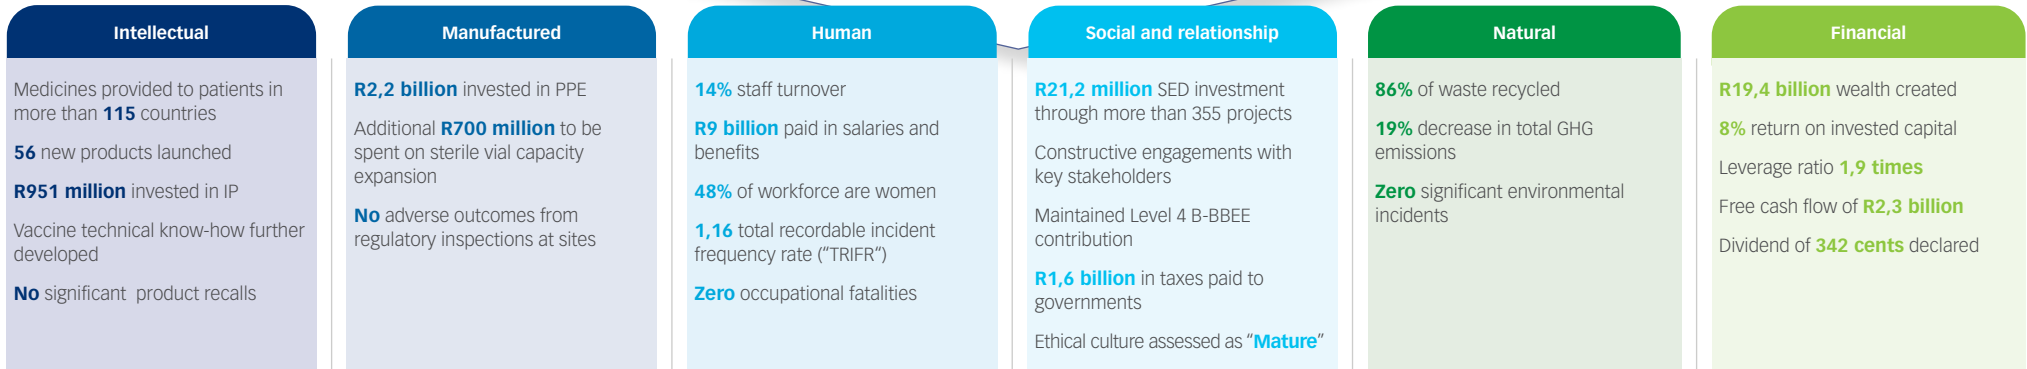 Intellectual
Medicines provided to patients in
more than 115 countries
56 new products launched
R951 million invested in IP
Vaccine technical know-how further
developed
No significant product recalls
Manufactured
R2,2 billion invested in PPE
Additional R700 million to be
spent on sterile vial capacity
expansion
No adverse outcomes from
regulatory inspections at sites
Human
14% staff turnover
R9 billion paid in salaries and
benefits
48% of workforce are women
1,16 total recordable incident
frequency rate (“TRIFR“)
Zero occupational fatalities
Social and relationship
R21,2 million SED investment
through more than 355 projects
Constructive engagements with
key stakeholders
Maintained Level 4 B-BBEE
contribution
R1,6 billion in taxes paid to
governments
Ethical culture assessed as “Mature”
Natural
86% of waste recycled
19% decrease in total GHG
emissions
Zero significant environmental
incidents
Financial
R19,4 billion wealth created
8% return on invested capital
Leverage ratio 1,9 times
Free cash flow of R2,3 billion
Dividend of 342 cents declared